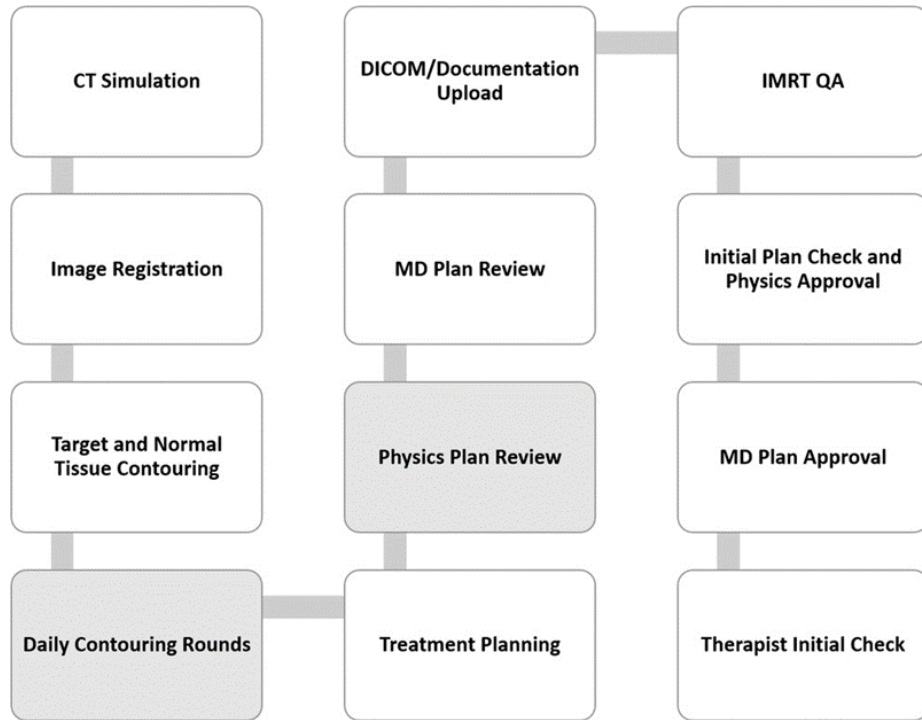 CT Simulation
Image Registration
Target and Normal
Tissue Contouring
Daily Contouring Rounds
Treatment Planning
Physics Plan Review
MD Plan Review
DICOM/Documentation
Upload
IMRT QA
Initial Plan Check and
Physics Approval
MD Plan Approval
Therapist Initial Check